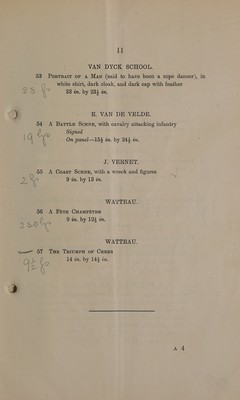 11
VAN DYCK SCHOOL.
53 PORTRAIT OF A MAN (said to have been a rope dancer), in
white shirt, dark cloak, and dark cap with feather
33 in. by 23½ in.
R. VAN DE VELDE.
54 A BATTLE SCENE, with cavalry attacking infantry
Signed
On panel—15½ in. by 24½ in.
J. VERNET.
55 A COAST SCENE, with a wreck and figures
9 in. by 13 in.
WATTEAU.
56 A FETE CHAMPETRE
9 in. by 12½ in.
WATTEAU.
57 THE TRIUMPH OF CERES
14 in. by 14½ in.
A 4